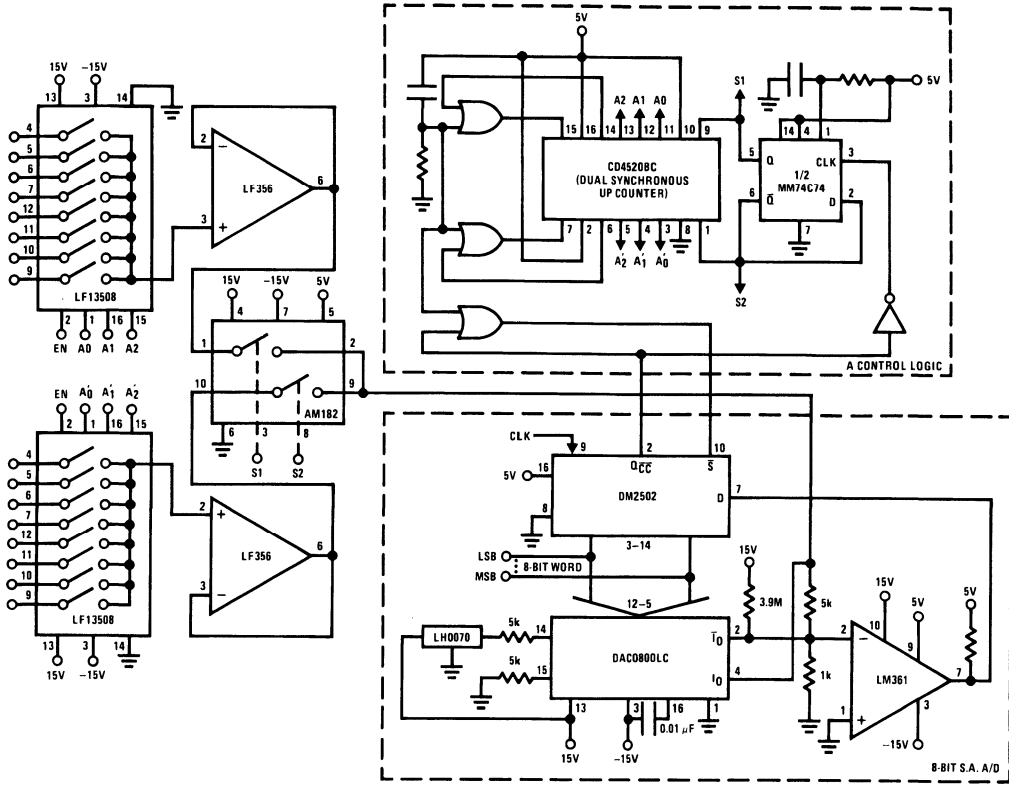 15V -15V
13 3 14
4
5
6
7
12
11
10
9
LF13508
2 1 16 15
EN A0 A1 A2
2 −
LF356
6
3 +
15V -15V 5V
4 7 5
1 2
10 9
AM182
6 3 8
S1 S2
EN A'0 A'1 A'2
2 1 16 15
4
5
6
7
12
11
10
9
LF13508
13 3 14
15V -15V
2 +
LF356
6
3 −
5V
A2 A1 A0
15 16 14 13 12 11 10 9
CD4520BC
(DUAL SYNCHRONOUS
UP COUNTER)
7 2 6 5 4 3 8 1
A'2 A'1 A'0
S1
5V
14 4 1
5 Q CLK 3
1/2
MM74C74
6 Q̅ D 2
7
S2
A CONTROL LOGIC
CLK 9 2 10
5V 16 QC̅C̅ S̅
DM2502 D 7
8
3–14
LSB
8-BIT WORD
MSB
12–5
LH0070 5k 14
5k 15
DAC0800LC
I̅O 2
IO 4
13 3 16 1
0.01 μF
15V -15V
15V
3.9M
5k
1k
15V
5V
5V
10
9
2 −
LM361
7
1 +
3
-15V
8-BIT S.A. A/D